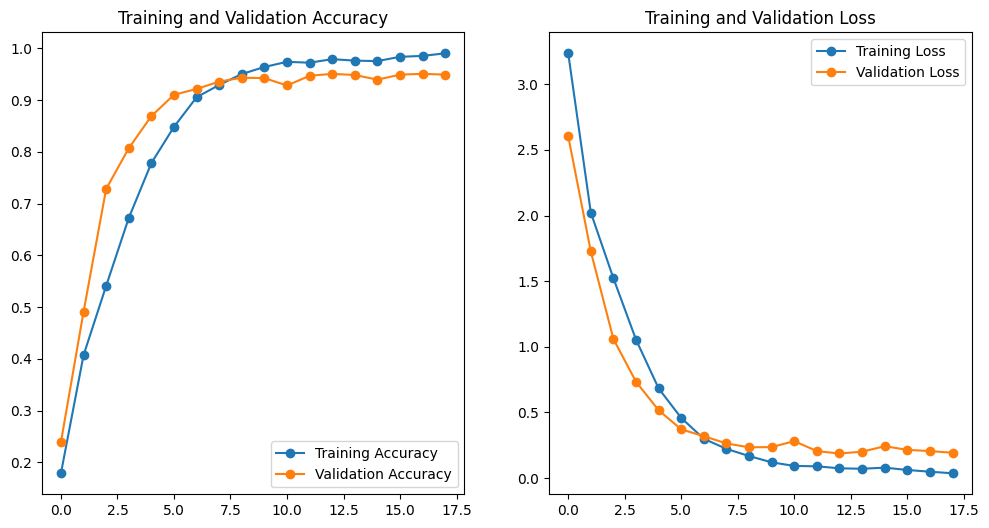 Training and Validation Accuracy
1.0
0.9
0.8
0.7
0.6
0.5
0.4
0.3
0.2
Training Accuracy
Validation Accuracy
0.0 2.5 5.0 7.5 10.0 12.5 15.0 17.5
Training and Validation Loss
Training Loss
Validation Loss
3.0
2.5
2.0
1.5
1.0
0.5
0.0
0.0 2.5 5.0 7.5 10.0 12.5 15.0 17.5